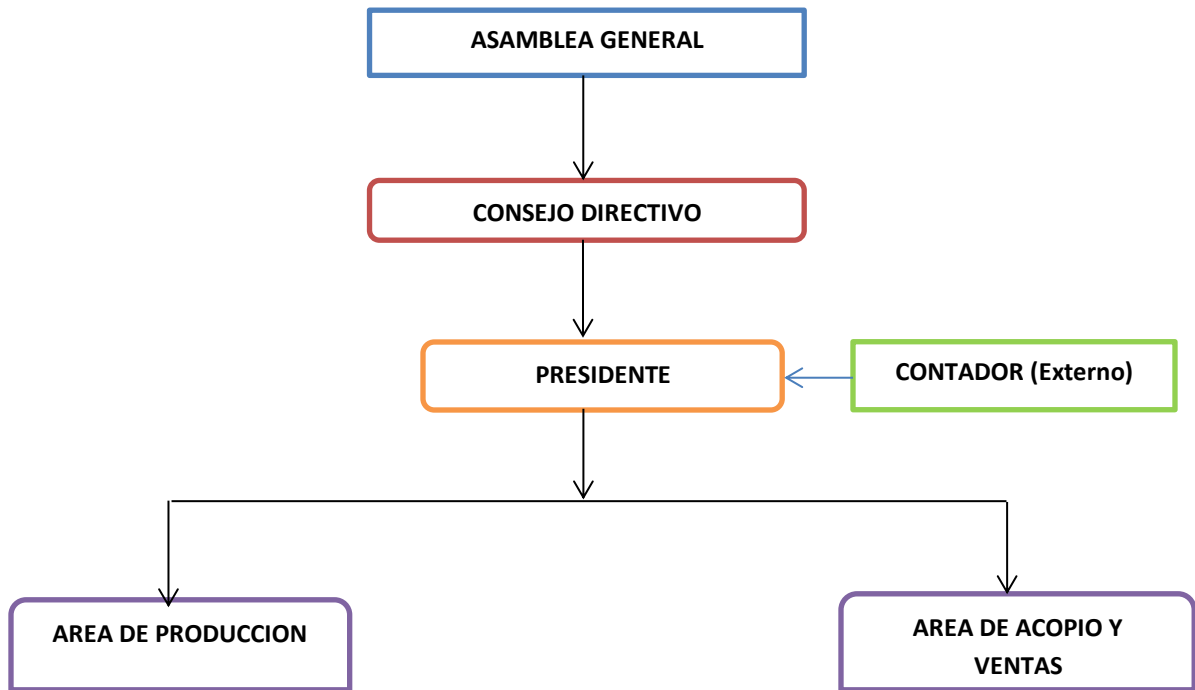 ASAMBLEA GENERAL
CONSEJO DIRECTIVO
PRESIDENTE
CONTADOR (Externo)
AREA DE PRODUCCION
AREA DE ACOPIO Y
VENTAS